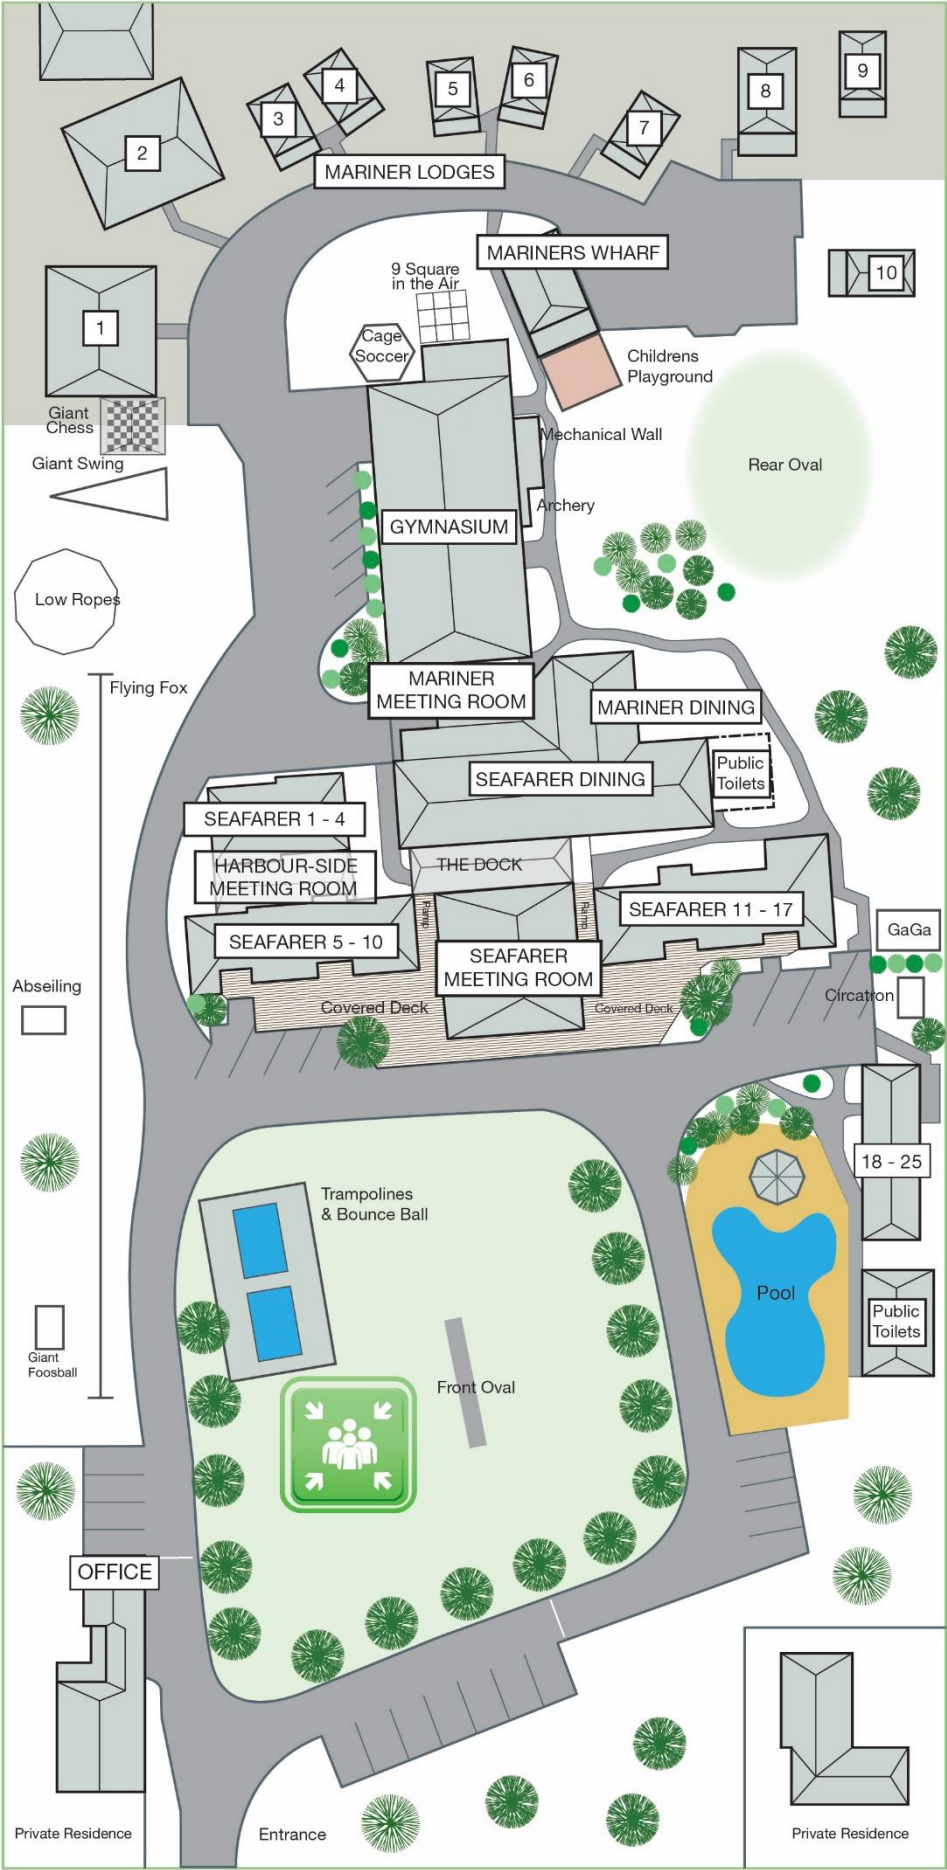 4
6
9
5
8
3
7
2
MARINER LODGES
MARINERS WHARF
10
9 Square
in the Air
1
Cage
Soccer
Childrens
Playground
Giant
Chess
Mechanical Wall
Giant Swing
Rear Oval
Archery
GYMNASIUM
Low Ropes
MARINER
MEETING ROOM
Flying Fox
MARINER DINING
SEAFARER DINING
Public
Toilets
SEAFARER 1 - 4
HARBOUR-SIDE
MEETING ROOM
THE DOCK
Ramp
Ramp
SEAFARER 11 - 17
GaGa
SEAFARER 5 - 10
SEAFARER
MEETING ROOM
Abseiling
Circatron
Covered Deck
Covered Deck
18 - 25
Trampolines
& Bounce Ball
Pool
Public
Toilets
Giant
Foosball
Front Oval
OFFICE
Private Residence
Entrance
Private Residence